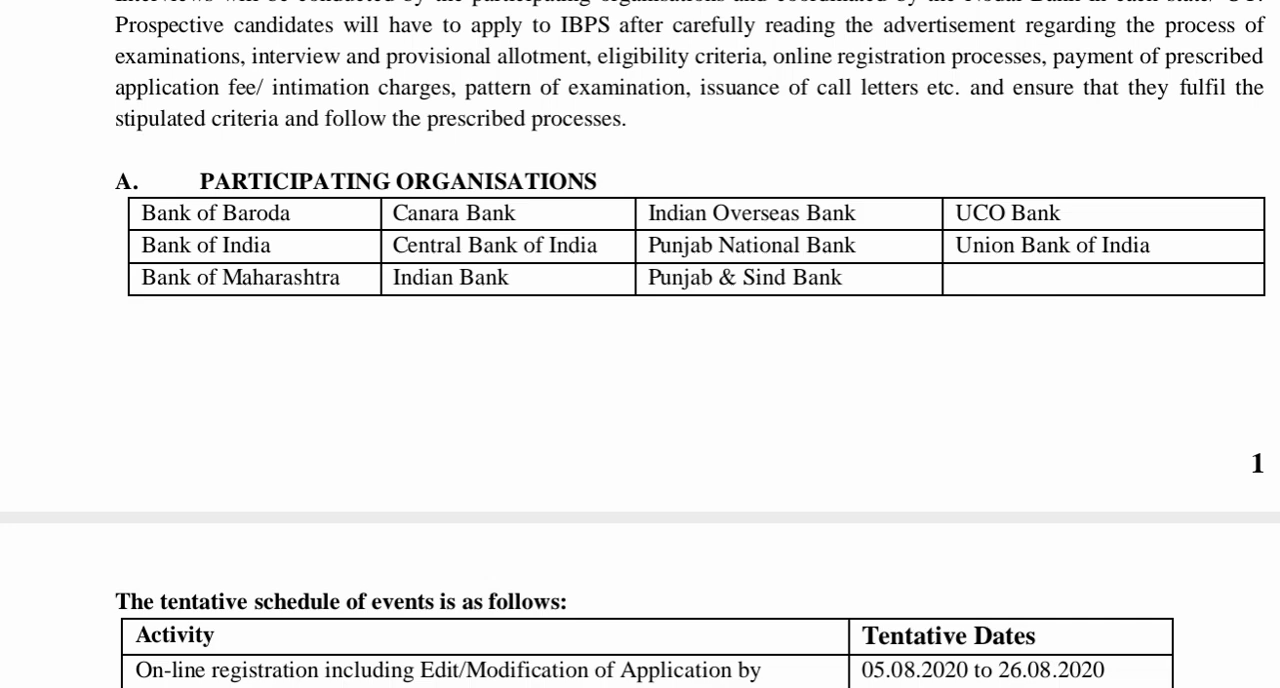 Prospective candidates will have to apply to IBPS after carefully reading the advertisement regarding the process of
examinations, interview and provisional allotment, eligibility criteria, online registration processes, payment of prescribed
application fee/ intimation charges, pattern of examination, issuance of call letters etc. and ensure that they fulfil the
stipulated criteria and follow the prescribed processes.
A. PARTICIPATING ORGANISATIONS
Bank of Baroda Canara Bank Indian Overseas Bank UCO Bank
Bank of India Central Bank of India Punjab National Bank Union Bank of India
Bank of Maharashtra Indian Bank Punjab & Sind Bank
1
The tentative schedule of events is as follows:
Activity Tentative Dates
On-line registration including Edit/Modification of Application by 05.08.2020 to 26.08.2020